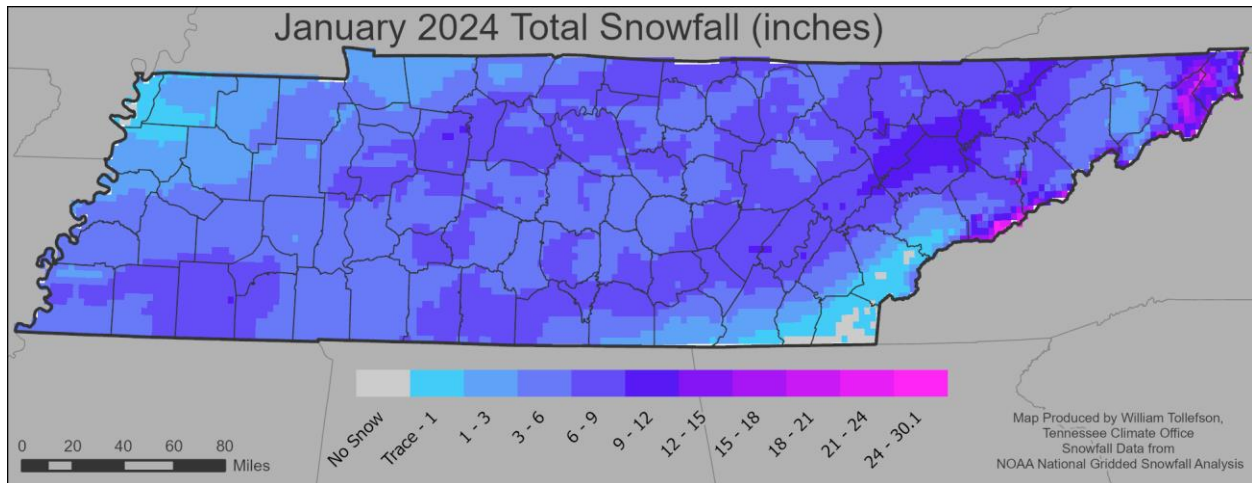 January 2024 Total Snowfall (inches)
No Snow
Trace - 1
1 - 3
3 - 6
6 - 9
9 - 12
12 - 15
15 - 18
18 - 21
21 - 24
24 - 30.1
0 20 40 60 80
Miles
Map Produced by William Tollefson,
Tennessee Climate Office
Snowfall Data from
NOAA National Gridded Snowfall Analysis